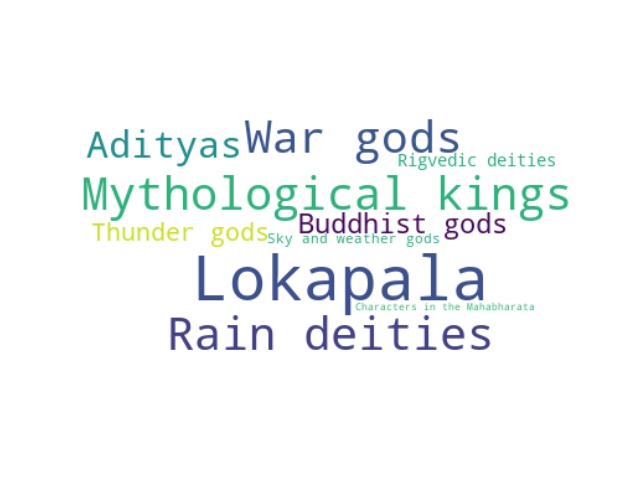 Adityas War gods
Rigvedic deities
Mythological kings
Thunder gods Buddhist gods
Sky and weather gods
Lokapala
Characters in the Mahabharata
Rain deities